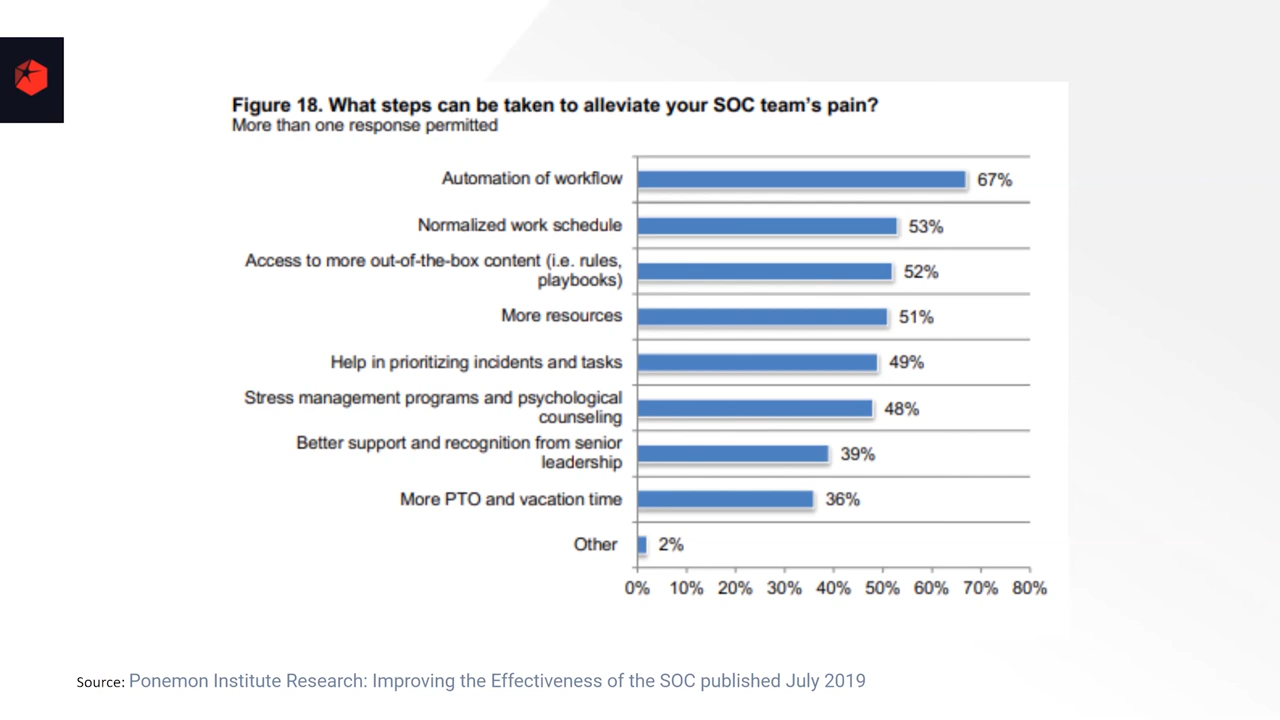 Figure 18. What steps can be taken to alleviate your SOC team's pain?
More than one response permitted
Automation of workflow 67%
Normalized work schedule 53%
Access to more out-of-the-box content (i.e. rules,
playbooks) 52%
More resources 51%
Help in prioritizing incidents and tasks 49%
Stress management programs and psychological
counseling 48%
Better support and recognition from senior
leadership 39%
More PTO and vacation time 36%
Other 2%
0% 10% 20% 30% 40% 50% 60% 70% 80%
Source: Ponemon Institute Research: Improving the Effectiveness of the SOC published July 2019